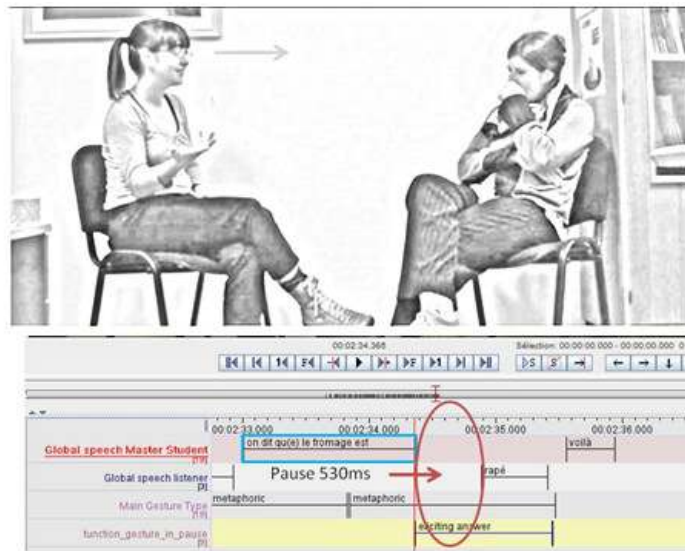 00:02:34.365
Sélection: 00:00:00.000 - 00:00:00.000 0
00:02:33.000 00:02:34.000 00:02:35.000 00:02:36.000
Global speech Master Student
on dit qu(e) le fromage est
voilà
Global speech listener
Pause 530ms
rapé
Main Gesture Type
metaphoric
metaphoric
function_gesture_in_pause
exciting answer